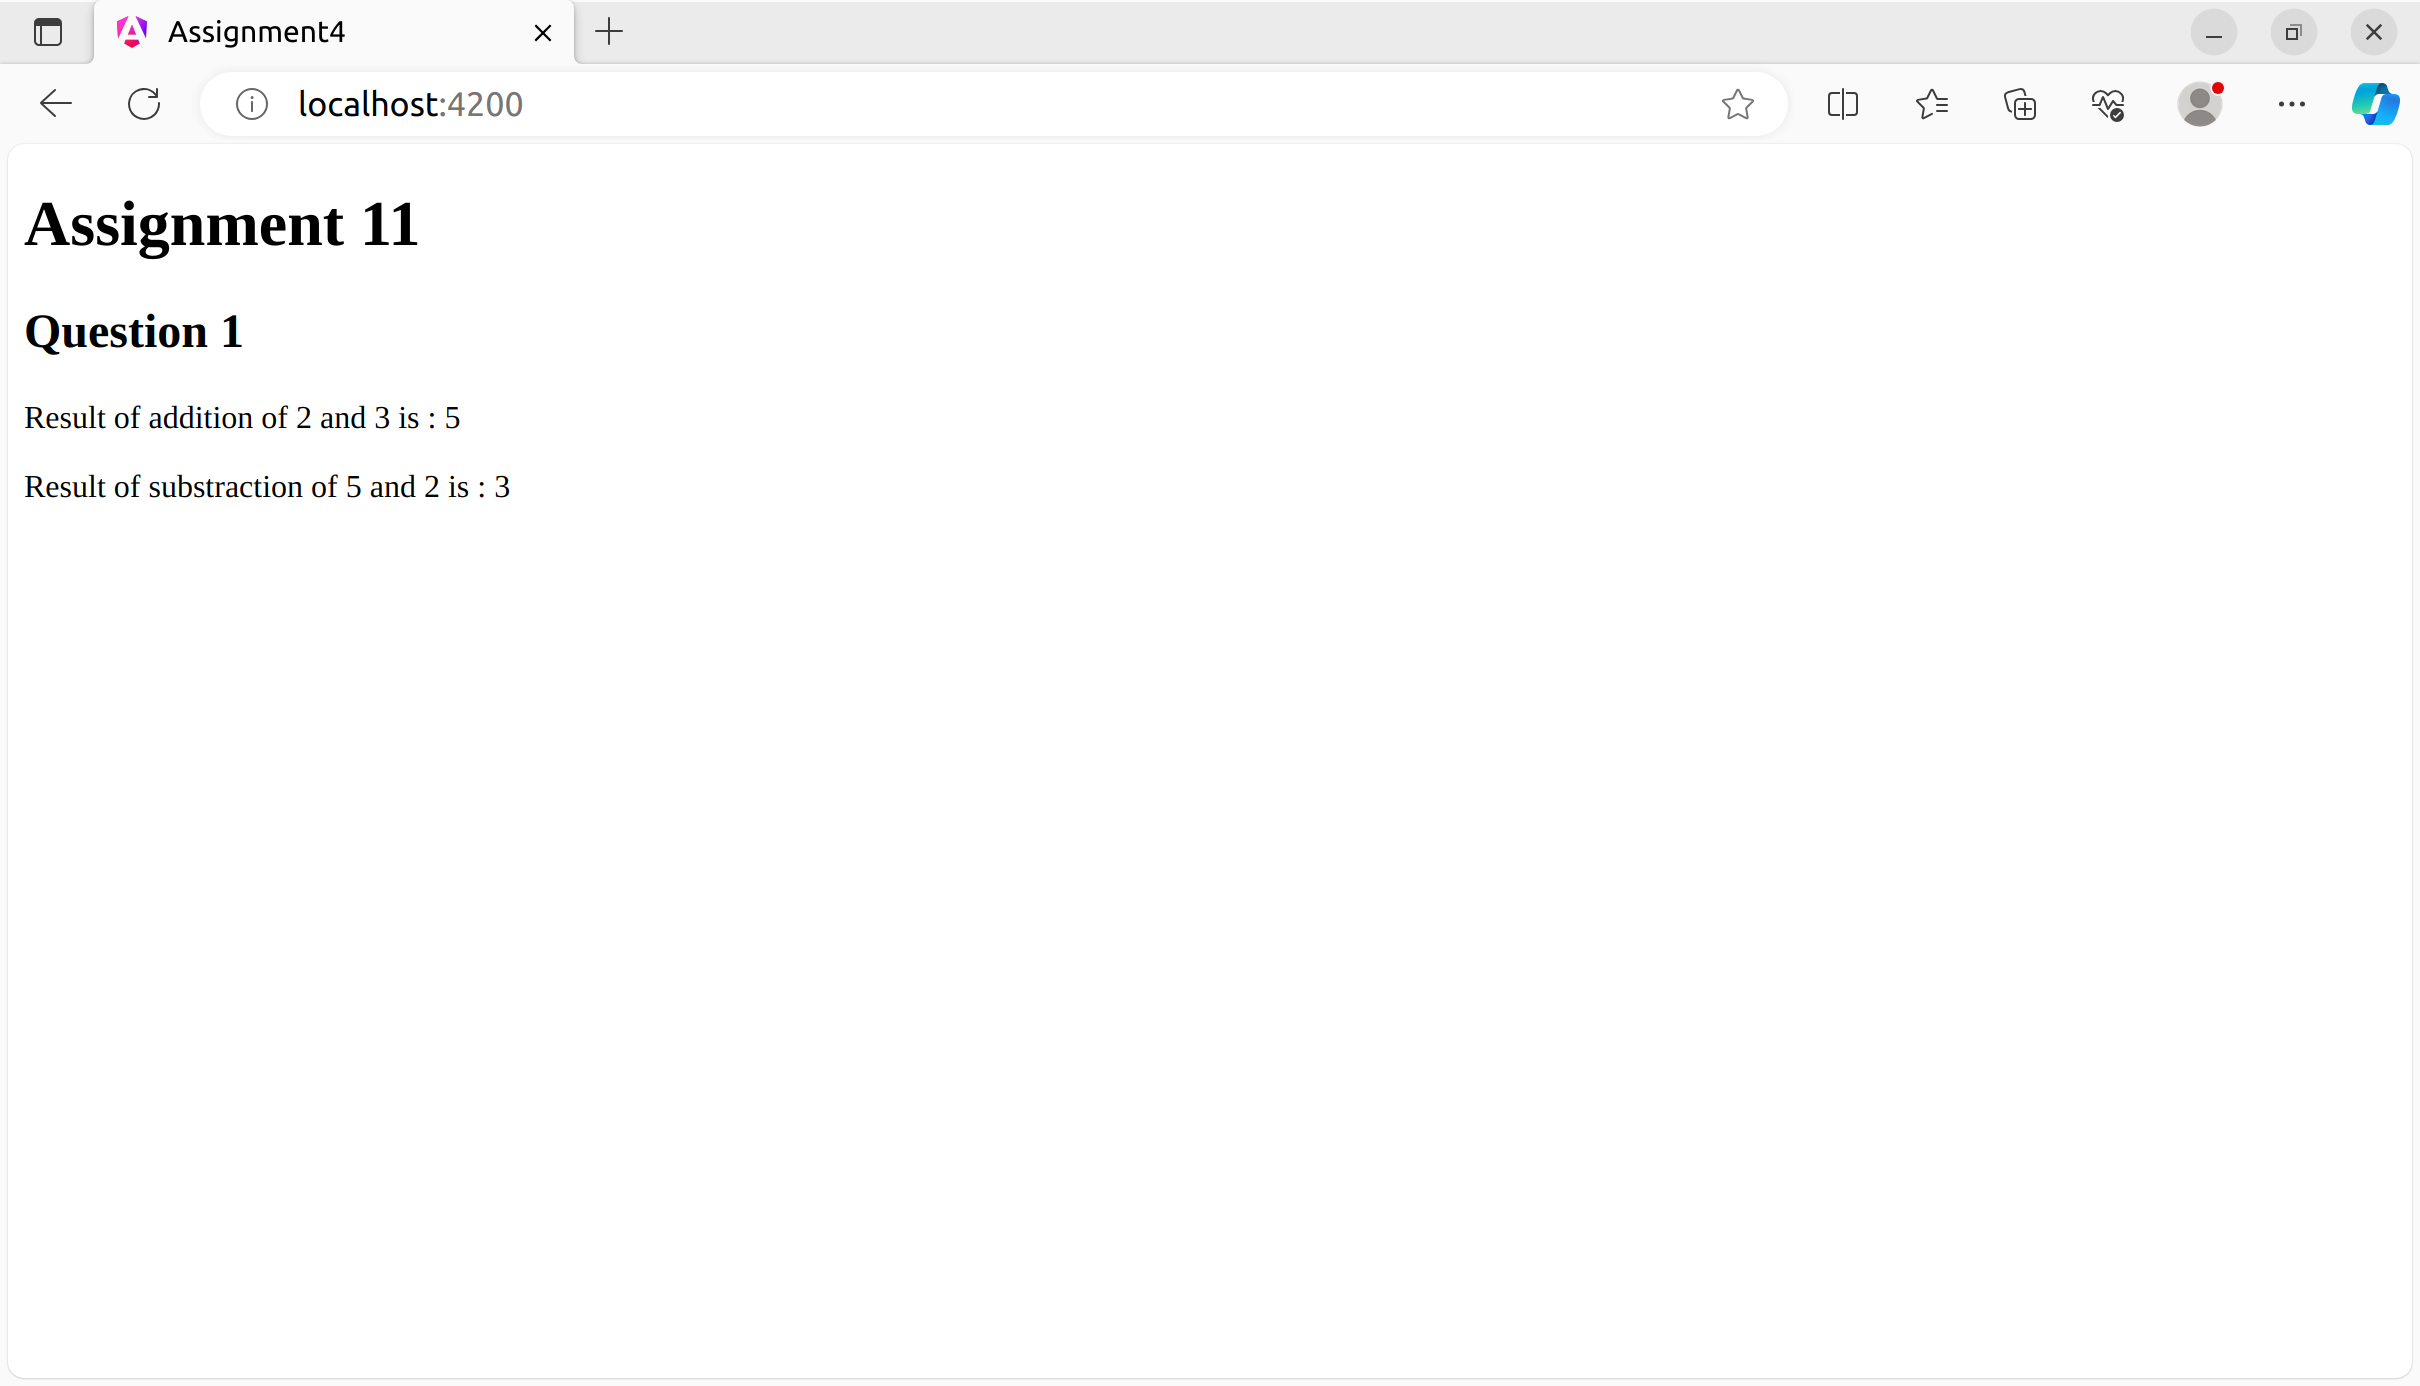 Assignment4
localhost:4200
Assignment 11
Question 1
Result of addition of 2 and 3 is : 5
Result of substraction of 5 and 2 is : 3